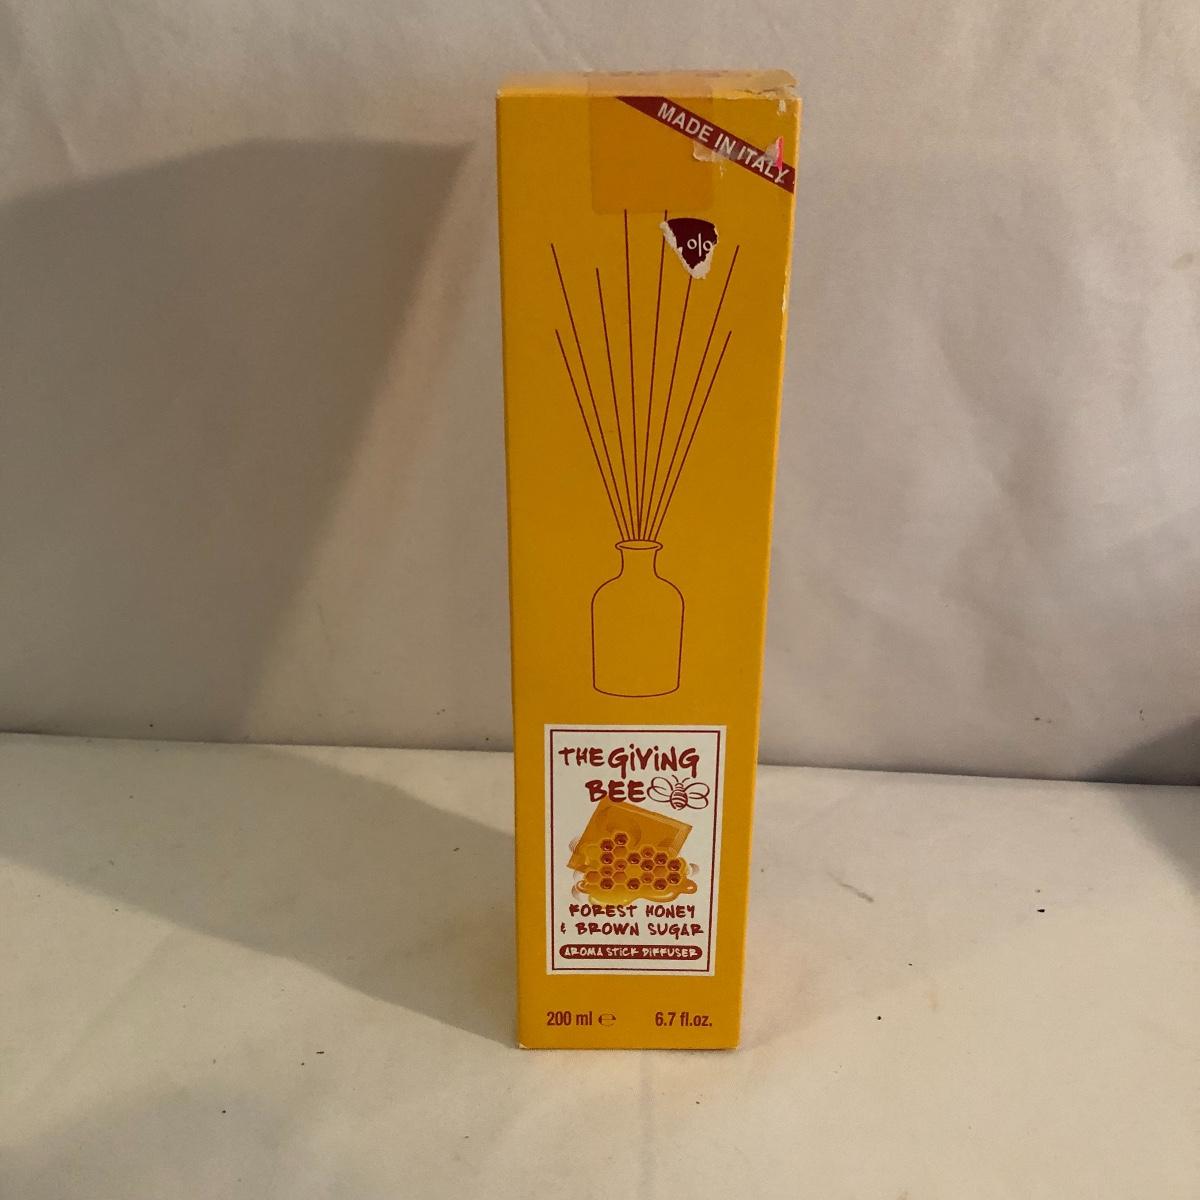 MADE IN ITALY
%
THE GIVING
BEE
FOREST HONEY
& BROWN SUGAR
AROMA STICK DIFFUSER
200 ml ℮ 6.7 fl.oz.